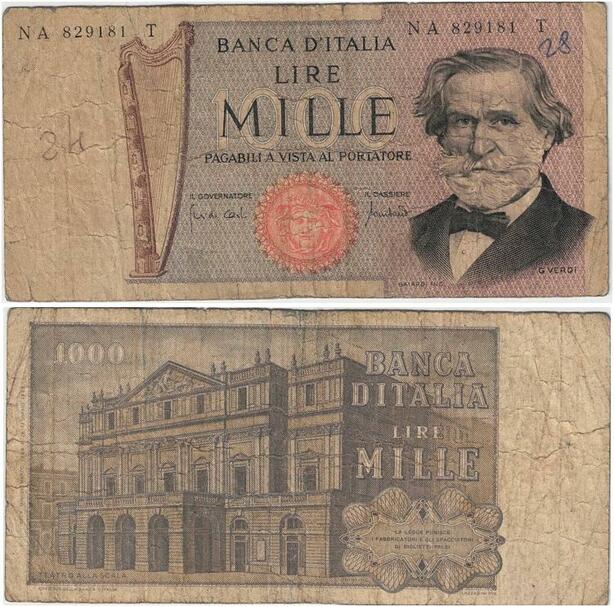 NA 829181 T
NA 829181 T
28
BANCA D'ITALIA
LIRE
1000
MILLE
PAGABILI A VISTA AL PORTATORE
IL GOVERNATORE
IL CASSIERE
G.VERDI
1000
BANCA
D'ITALIA
LIRE
MILLE
LA LEGGE PUNISCE
I FABBRICATORI E GLI SPACCIATORI
DI BIGLIETTI FALSI
TEATRO ALLA SCALA